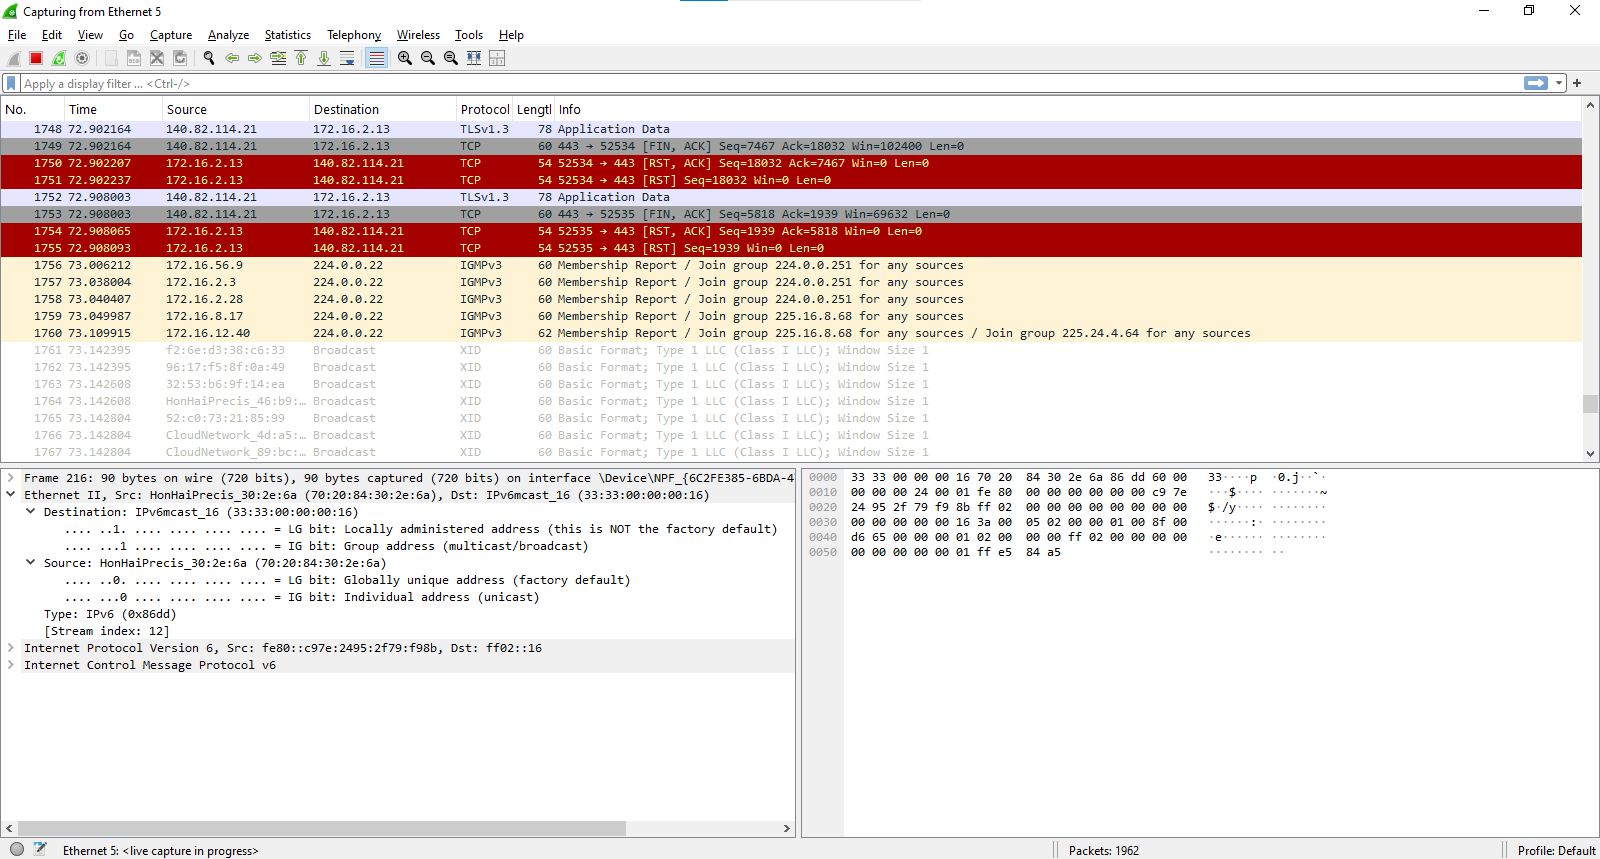 Capturing from Ethernet 5
File Edit View Go Capture Analyze Statistics Telephony Wireless Tools Help
Apply a display filter ... <Ctrl-/>
No. Time Source Destination Protocol Lengtl Info
1748 72.902164 140.82.114.21 172.16.2.13 TLSv1.3 78 Application Data
1749 72.902164 140.82.114.21 172.16.2.13 TCP 60 443 → 52534 [FIN, ACK] Seq=7467 Ack=18032 Win=102400 Len=0
1750 72.902207 172.16.2.13 140.82.114.21 TCP 54 52534 → 443 [RST, ACK] Seq=18032 Ack=7467 Win=0 Len=0
1751 72.902237 172.16.2.13 140.82.114.21 TCP 54 52534 → 443 [RST] Seq=18032 Win=0 Len=0
1752 72.908003 140.82.114.21 172.16.2.13 TLSv1.3 78 Application Data
1753 72.908003 140.82.114.21 172.16.2.13 TCP 60 443 → 52535 [FIN, ACK] Seq=5818 Ack=1939 Win=69632 Len=0
1754 72.908065 172.16.2.13 140.82.114.21 TCP 54 52535 → 443 [RST, ACK] Seq=1939 Ack=5818 Win=0 Len=0
1755 72.908093 172.16.2.13 140.82.114.21 TCP 54 52535 → 443 [RST] Seq=1939 Win=0 Len=0
1756 73.006212 172.16.56.9 224.0.0.22 IGMPv3 60 Membership Report / Join group 224.0.0.251 for any sources
1757 73.038004 172.16.2.3 224.0.0.22 IGMPv3 60 Membership Report / Join group 224.0.0.251 for any sources
1758 73.040407 172.16.2.28 224.0.0.22 IGMPv3 60 Membership Report / Join group 224.0.0.251 for any sources
1759 73.049987 172.16.8.17 224.0.0.22 IGMPv3 60 Membership Report / Join group 225.16.8.68 for any sources
1760 73.109915 172.16.12.40 224.0.0.22 IGMPv3 62 Membership Report / Join group 225.16.8.68 for any sources / Join group 225.24.4.64 for any sources
1761 73.142395 f2:6e:d3:38:c6:33 Broadcast XID 60 Basic Format; Type 1 LLC (Class I LLC); Window Size 1
1762 73.142395 96:17:f5:8f:0a:49 Broadcast XID 60 Basic Format; Type 1 LLC (Class I LLC); Window Size 1
1763 73.142608 32:53:b6:9f:14:ea Broadcast XID 60 Basic Format; Type 1 LLC (Class I LLC); Window Size 1
1764 73.142608 HonHaiPrecis_46:b9:… Broadcast XID 60 Basic Format; Type 1 LLC (Class I LLC); Window Size 1
1765 73.142804 52:c0:73:21:85:99 Broadcast XID 60 Basic Format; Type 1 LLC (Class I LLC); Window Size 1
1766 73.142804 CloudNetwork_4d:a5:… Broadcast XID 60 Basic Format; Type 1 LLC (Class I LLC); Window Size 1
1767 73.142804 CloudNetwork_89:bc:… Broadcast XID 60 Basic Format; Type 1 LLC (Class I LLC); Window Size 1
Frame 216: 90 bytes on wire (720 bits), 90 bytes captured (720 bits) on interface \Device\NPF_{6C2FE385-6BDA-4
Ethernet II, Src: HonHaiPrecis_30:2e:6a (70:20:84:30:2e:6a), Dst: IPv6mcast_16 (33:33:00:00:00:16)
Destination: IPv6mcast_16 (33:33:00:00:00:16)
.... ..1. .... .... .... .... = LG bit: Locally administered address (this is NOT the factory default)
.... ...1 .... .... .... .... = IG bit: Group address (multicast/broadcast)
Source: HonHaiPrecis_30:2e:6a (70:20:84:30:2e:6a)
.... ..0. .... .... .... .... = LG bit: Globally unique address (factory default)
.... ...0 .... .... .... .... = IG bit: Individual address (unicast)
Type: IPv6 (0x86dd)
[Stream index: 12]
Internet Protocol Version 6, Src: fe80::c97e:2495:2f79:f98b, Dst: ff02::16
Internet Control Message Protocol v6
0000 33 33 00 00 00 16 70 20 84 30 2e 6a 86 dd 60 00 33····p ·0.j··`·
0010 00 00 00 24 00 01 fe 80 00 00 00 00 00 00 c9 7e ···$···· ·······~
0020 24 95 2f 79 f9 8b ff 02 00 00 00 00 00 00 00 00 $·/y···· ········
0030 00 00 00 00 00 16 3a 00 05 02 00 00 01 00 8f 00 ······:· ········
0040 d6 65 00 00 00 01 02 00 00 00 ff 02 00 00 00 00 ·e······ ········
0050 00 00 00 00 00 01 ff e5 84 a5 ········ ··
Ethernet 5: <live capture in progress>
Packets: 1962
Profile: Default